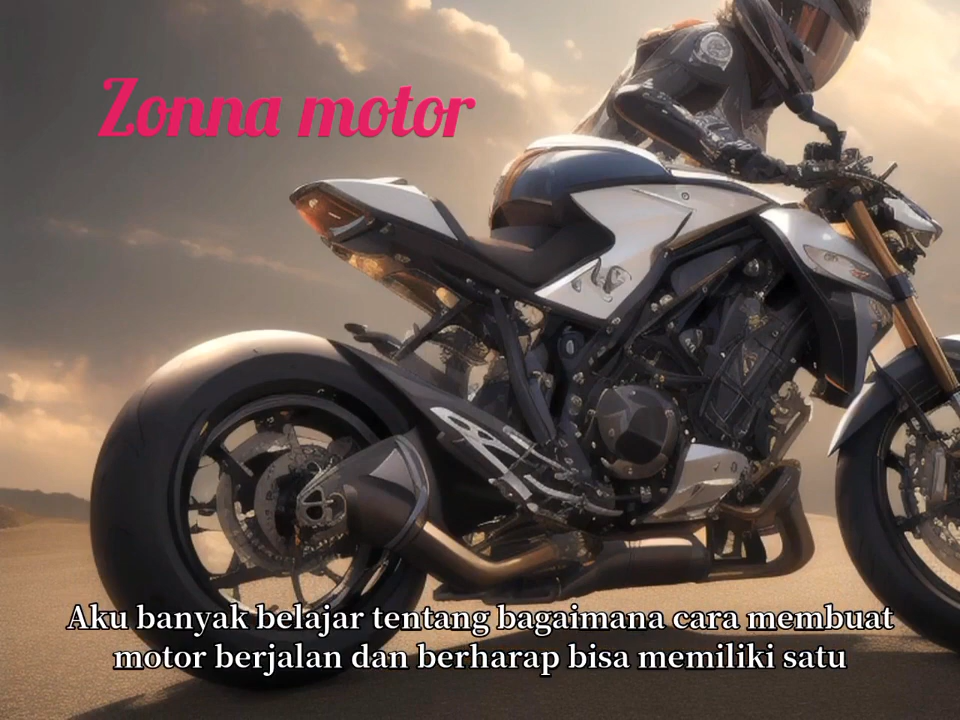 Zonna motor
Aku banyak belajar tentang bagaimana cara membuat
motor berjalan dan berharap bisa memiliki satu